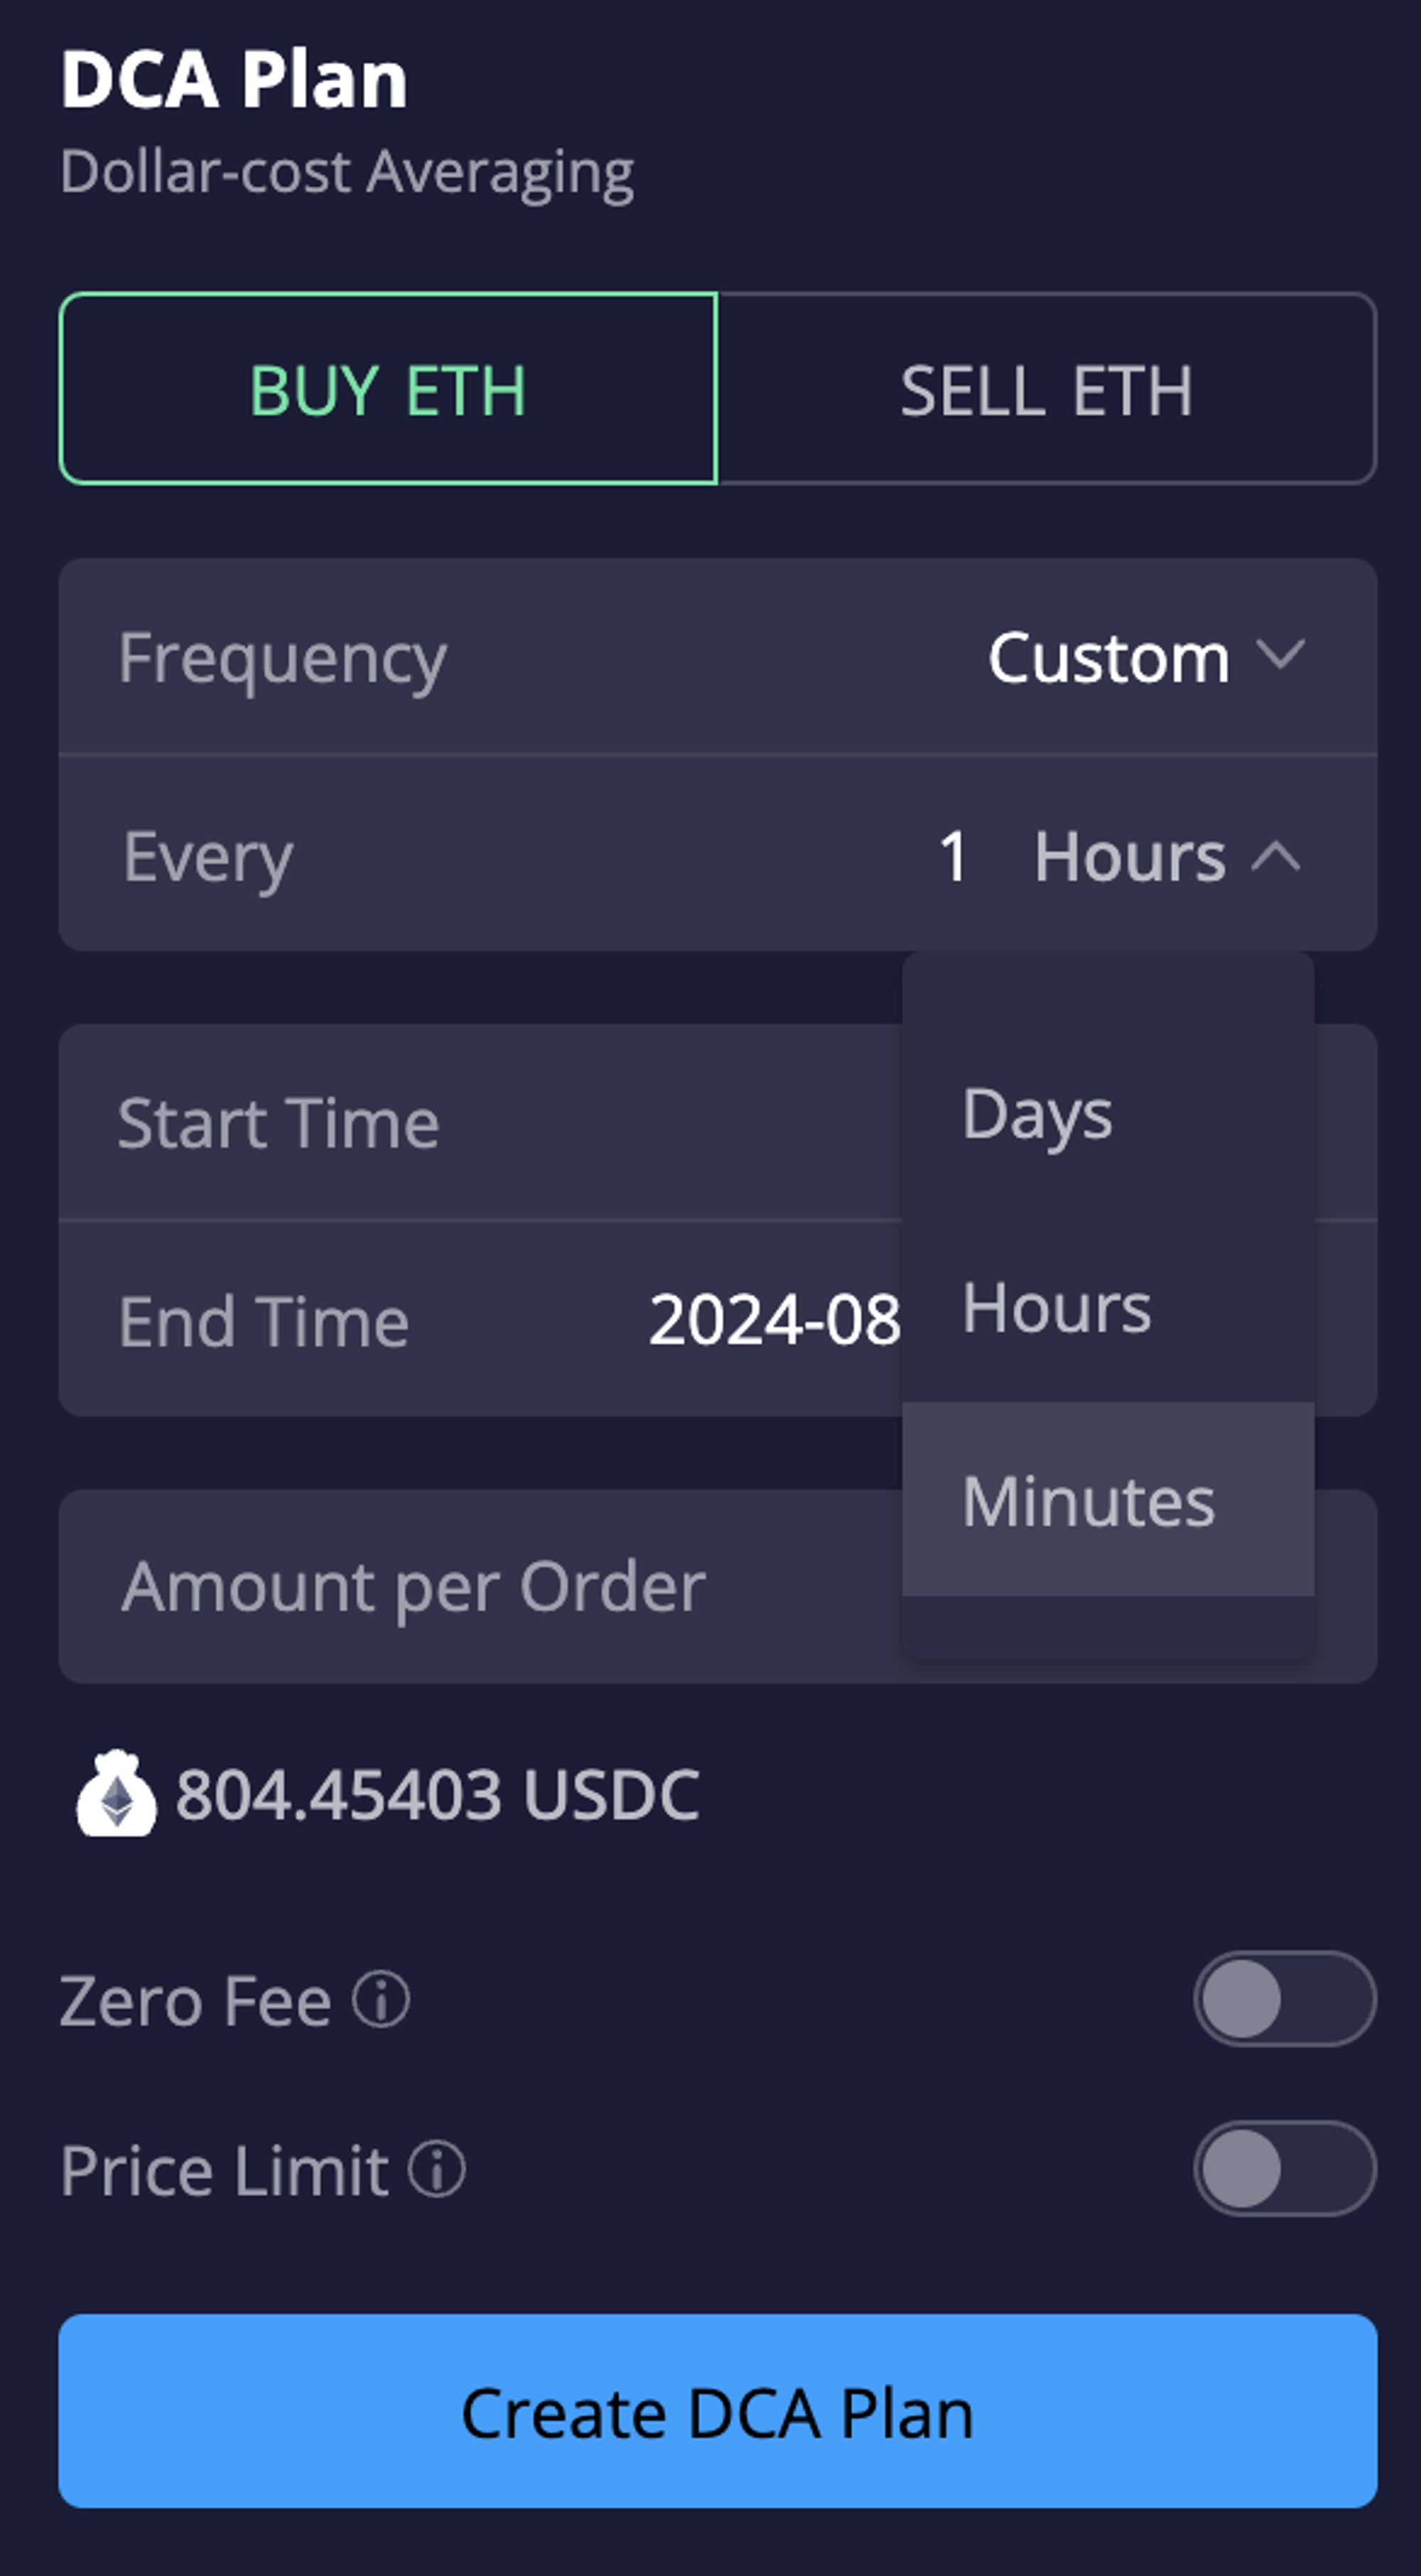 DCA Plan
Dollar-cost Averaging
BUY ETH SELL ETH
Frequency Custom
Every 1 Hours
Days
Start Time
Hours
End Time 2024-08
Minutes
Amount per Order
804.45403 USDC
Zero Fee
Price Limit
Create DCA Plan